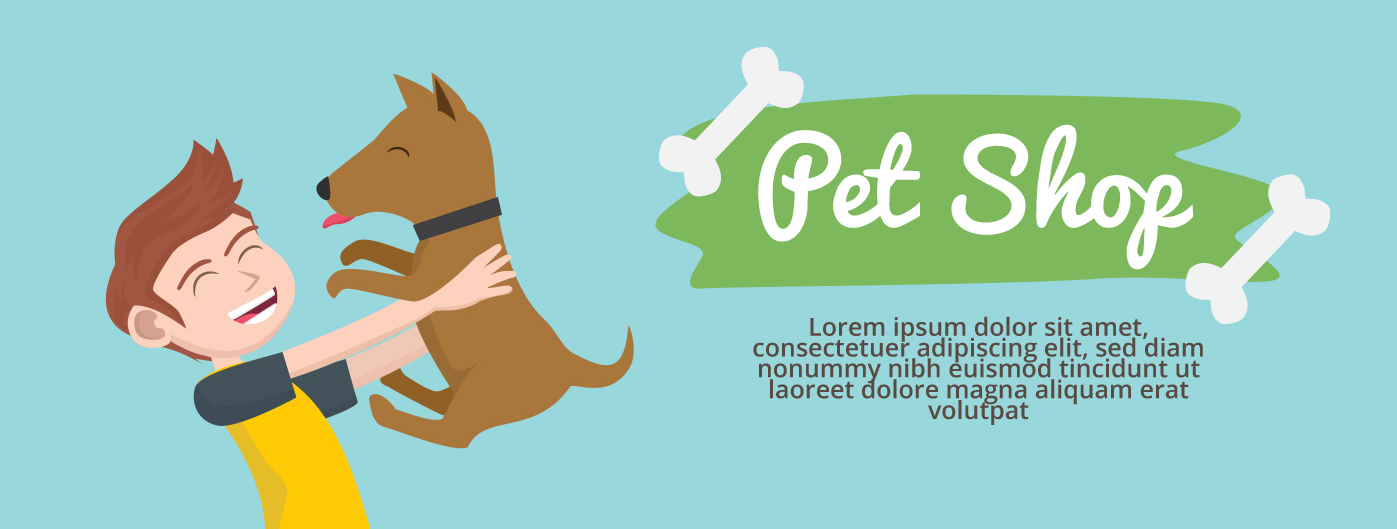 Pet Shop
Lorem ipsum dolor sit amet,
consectetuer adipiscing elit, sed diam
nonummy nibh euismod tincidunt ut
laoreet dolore magna aliquam erat
volutpat